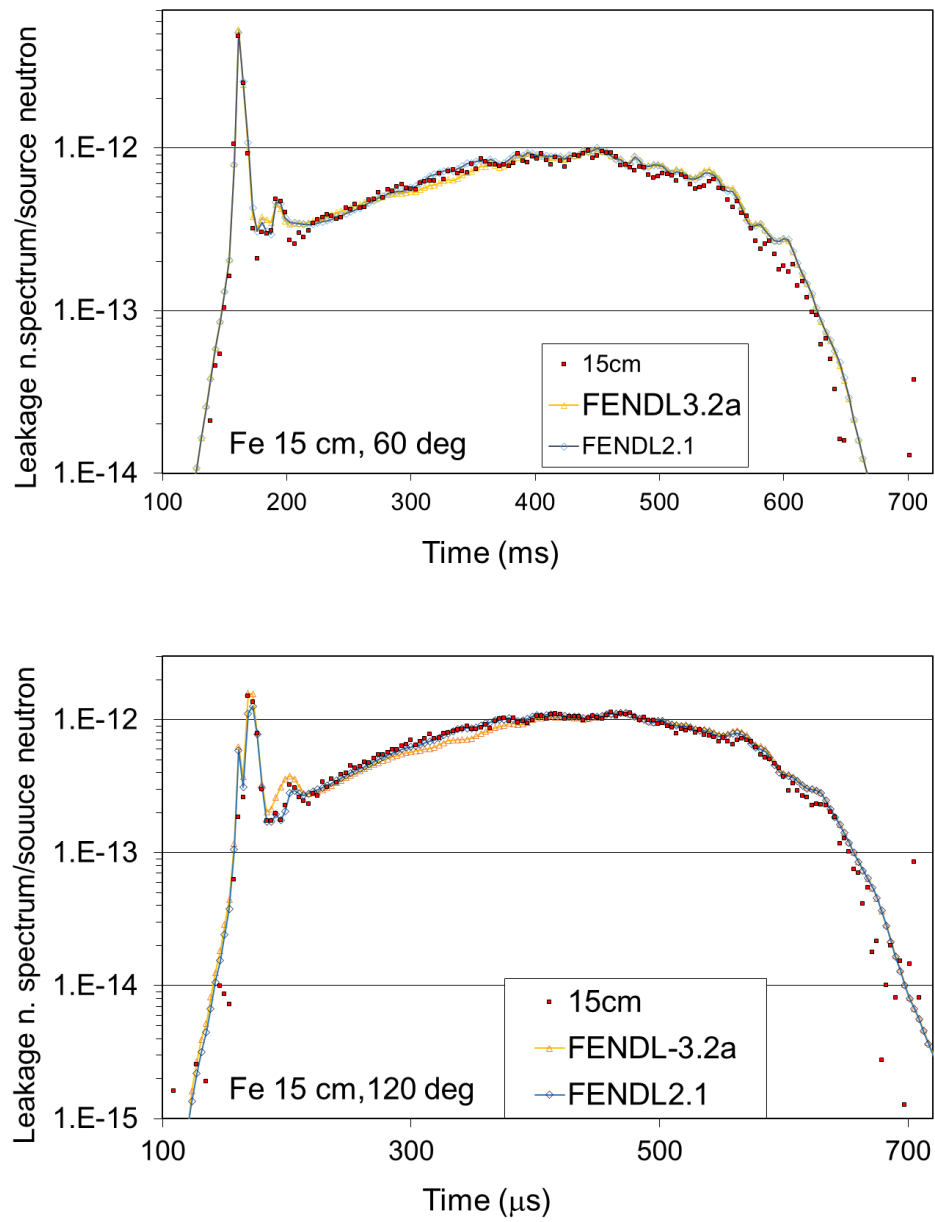 Leakage n.spectrum/source neutron
1.E-12
1.E-13
1.E-14
15cm
FENDL3.2a
FENDL2.1
Fe 15 cm, 60 deg
100 200 300 400 500 600 700
Time (ms)
Leakage n. spectrum/souuce neutron
1.E-12
1.E-13
1.E-14
1.E-15
15cm
FENDL-3.2a
FENDL2.1
Fe 15 cm,120 deg
100 300 500 700
Time (μs)